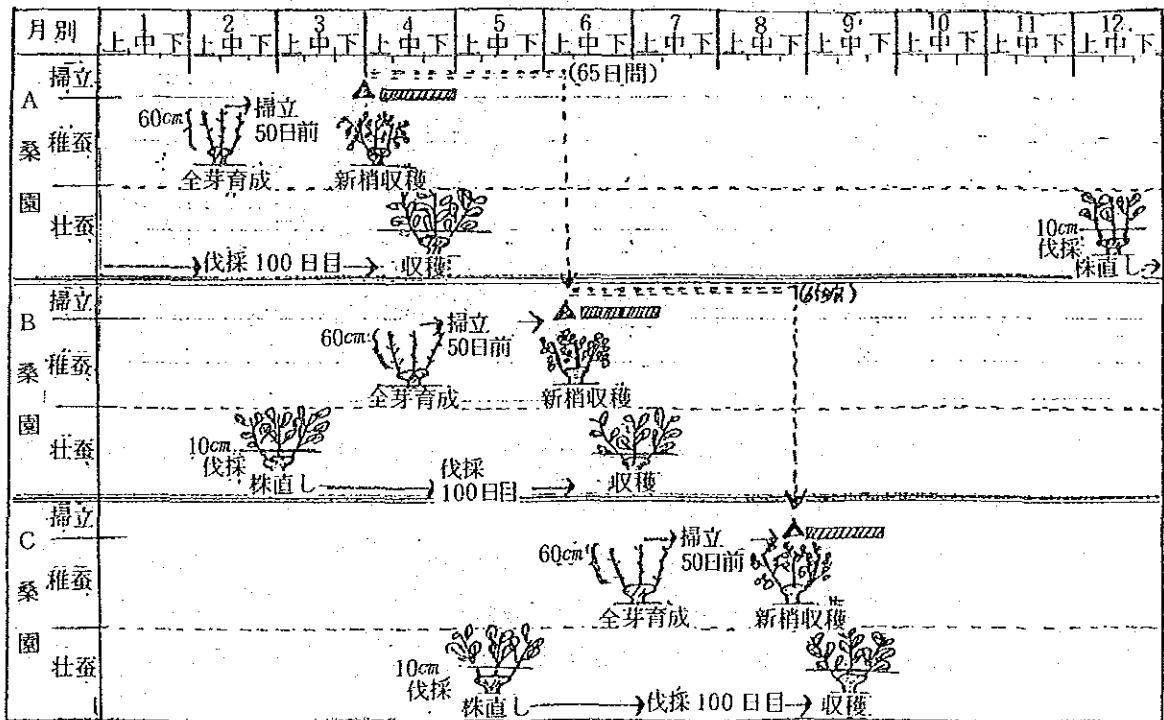 月別 1 2 3 4 5 6 7 8 9 10 11 12
上中下 上中下 上中下 上中下 上中下 上中下 上中下 上中下 上中下 上中下 上中下 上中下
A桑園
掃立
(65日間)
稚蚕
60cm
掃立
50日前
全芽育成
新梢収穫
壮蚕
伐採100日目
収穫
10cm
伐採
株直し
B桑園
掃立
稚蚕
60cm
掃立
50日前
全芽育成
新梢収穫
壮蚕
10cm
伐採
株直し
伐採
100日目
収穫
C桑園
掃立
稚蚕
60cm
掃立
50日前
全芽育成
新梢収穫
壮蚕
10cm
伐採
株直し
伐採100日目
収穫